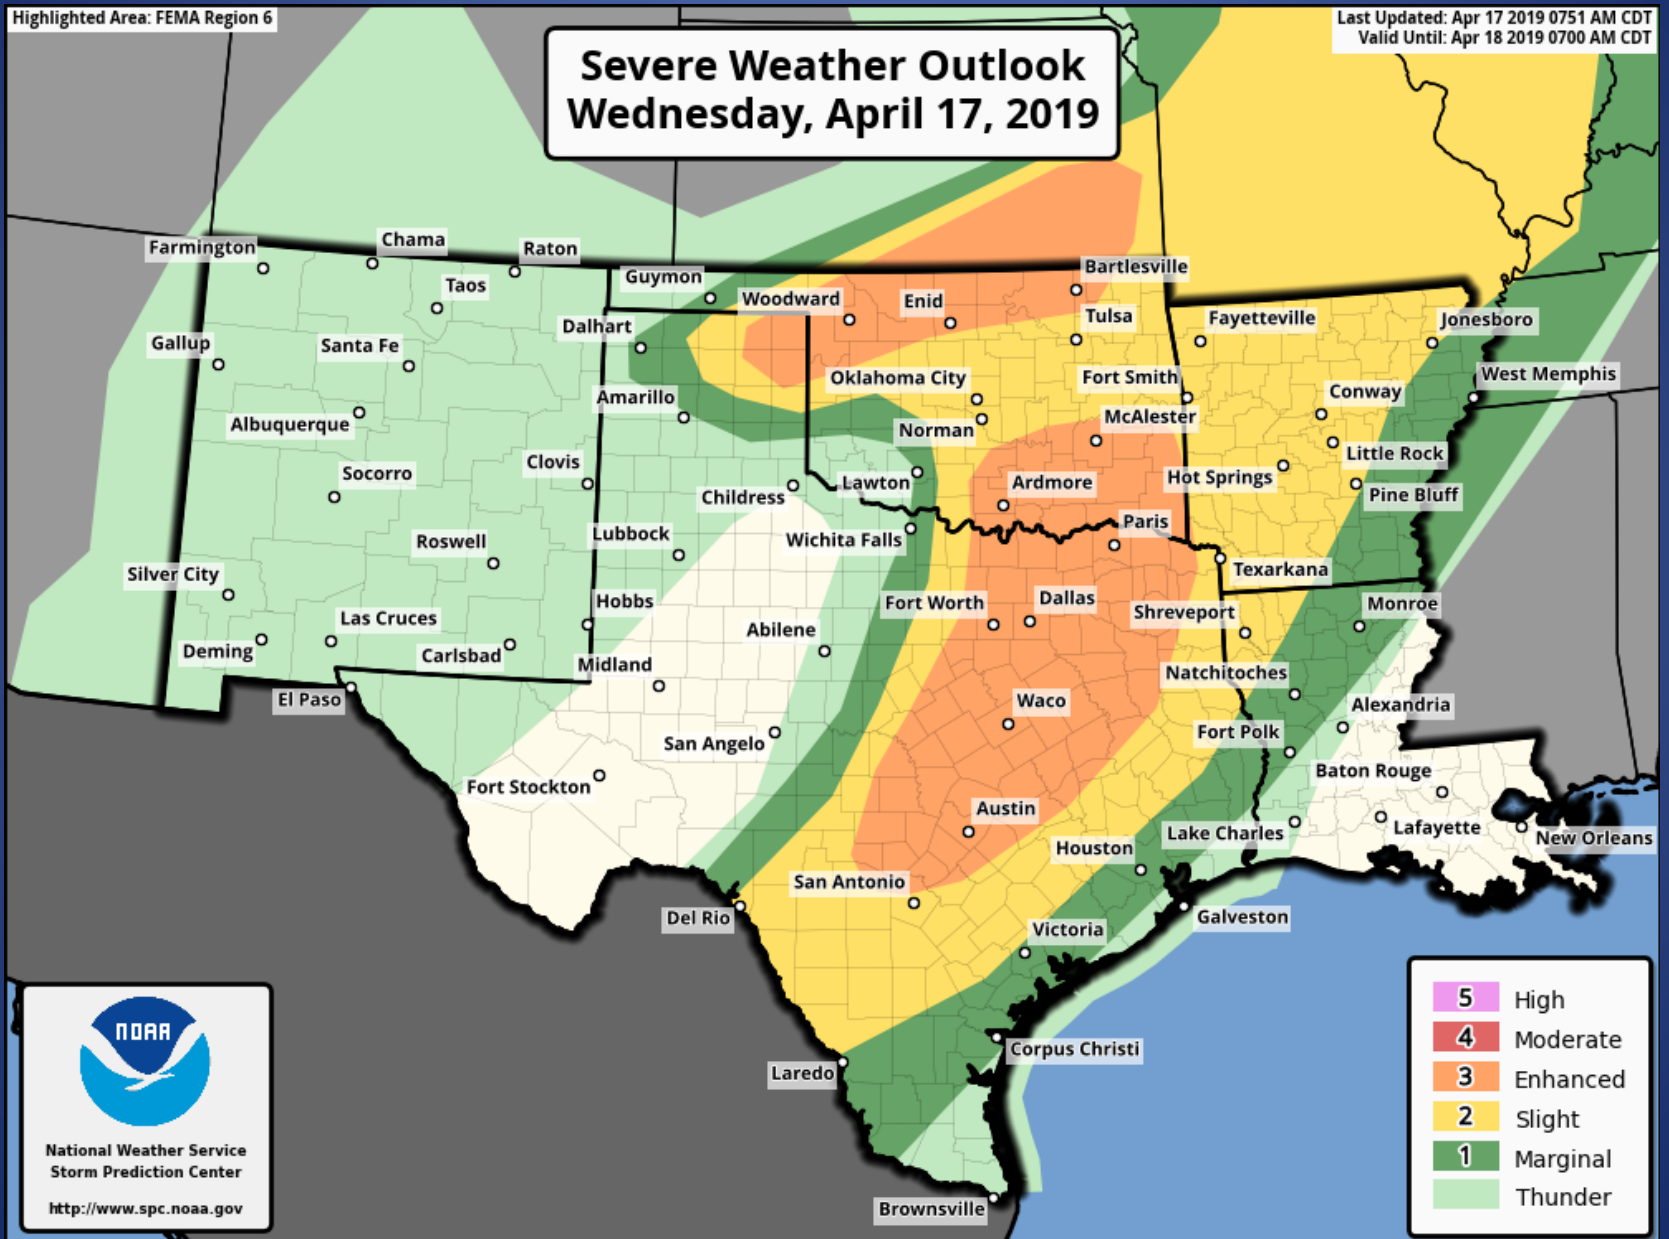 Highlighted Area: FEMA Region 6
Last Updated: Apr 17 2019 0751 AM CDT
Valid Until: Apr 18 2019 0700 AM CDT
Severe Weather Outlook
Wednesday, April 17, 2019
Farmington
Chama
Raton
Guymon
Bartlesville
Taos
Woodward
Enid
Dalhart
Tulsa
Fayetteville
Jonesboro
Gallup
Santa Fe
Oklahoma City
Fort Smith
West Memphis
Amarillo
Conway
Albuquerque
Norman
McAlester
Little Rock
Socorro
Clovis
Childress
Lawton
Ardmore
Hot Springs
Pine Bluff
Roswell
Lubbock
Wichita Falls
Paris
Silver City
Texarkana
Las Cruces
Hobbs
Fort Worth
Dallas
Shreveport
Monroe
Deming
Carlsbad
Abilene
Midland
Natchitoches
El Paso
Waco
Alexandria
San Angelo
Fort Polk
Fort Stockton
Baton Rouge
Austin
Lake Charles
Lafayette
New Orleans
Houston
San Antonio
Del Rio
Galveston
Victoria
Corpus Christi
Laredo
Brownsville
NOAA
National Weather Service
Storm Prediction Center
http://www.spc.noaa.gov
5 High
4 Moderate
3 Enhanced
2 Slight
1 Marginal
Thunder